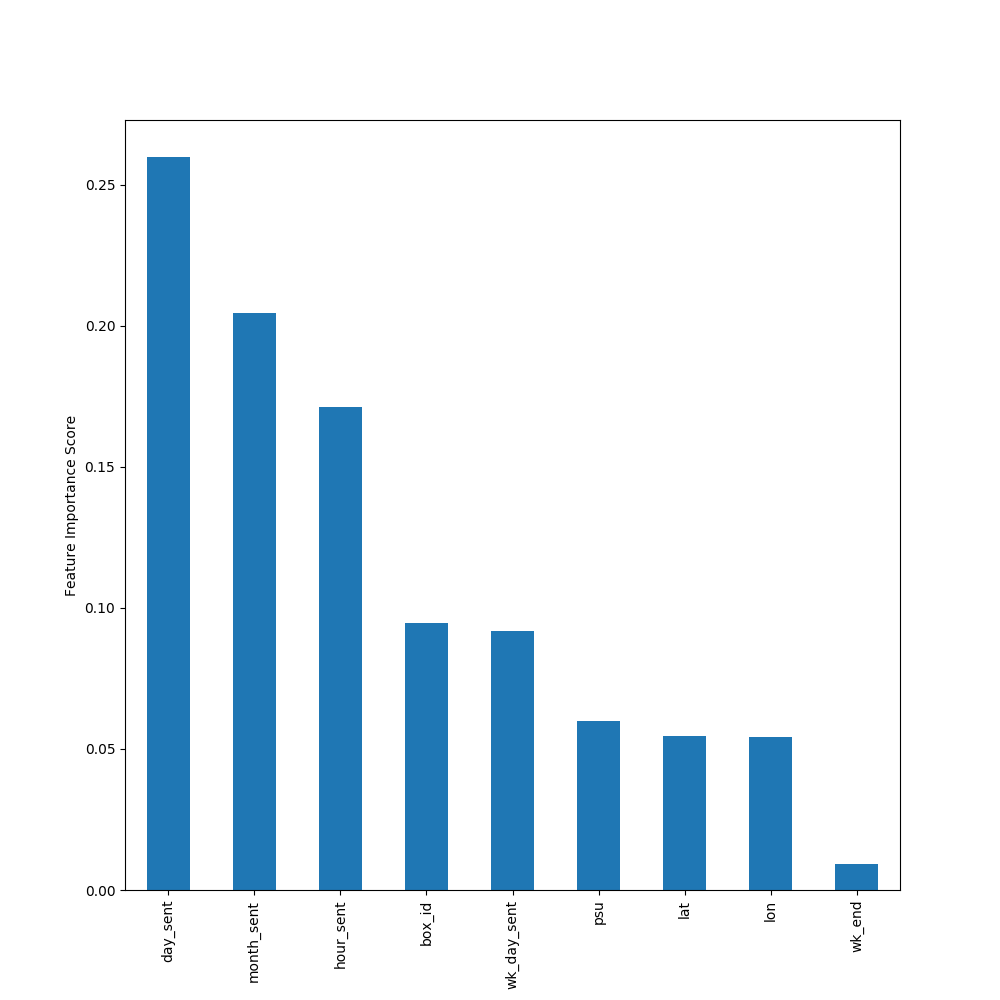 Feature Importance Score
0.25
0.20
0.15
0.10
0.05
0.00
day_sent
month_sent
hour_sent
box_id
wk_day_sent
psu
lat
lon
wk_end